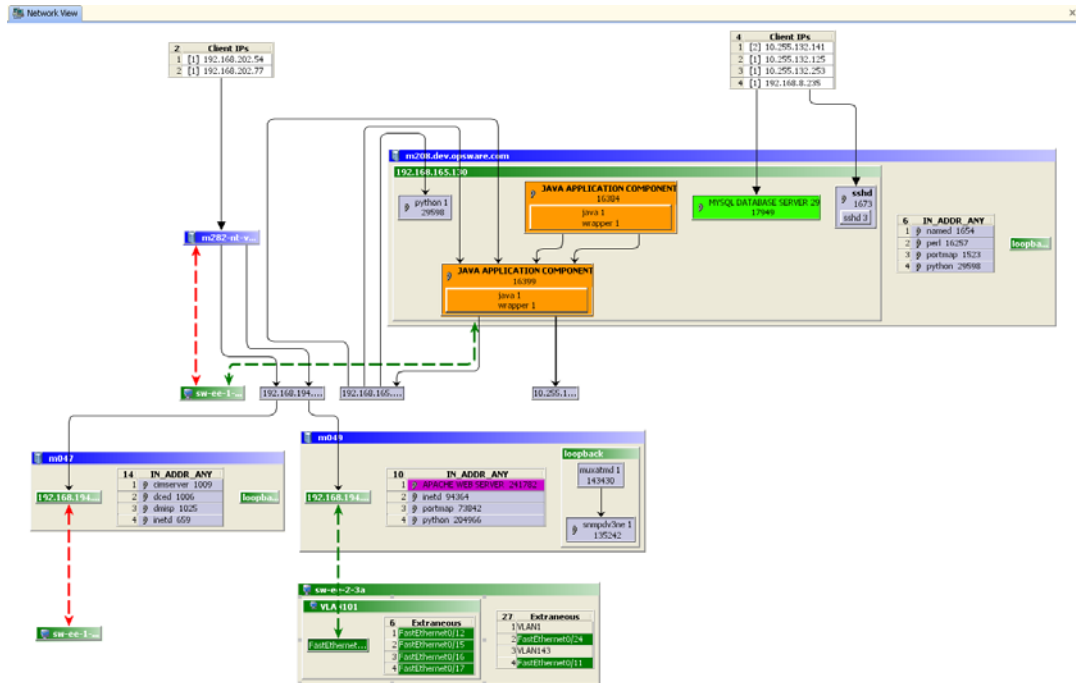 Network View
2 Client IPs
1 [1] 192.168.202.54
2 [1] 192.168.202.77
4 Client IPs
1 [2] 10.255.132.141
2 [1] 10.255.132.125
3 [1] 10.255.132.253
4 [1] 192.168.8.235
m208.dev.opsware.com
192.168.165.130
python 1
29598
JAVA APPLICATION COMPONENT
16384
java 1
wrapper 1
MYSQL DATABASE SERVER 29
17949
sshd
1673
sshd 3
6 IN_ADDR_ANY
1 named 1654
2 perl 16257
3 portmap 1523
4 python 29598
loopba...
m282-nt-v...
JAVA APPLICATION COMPONENT
16399
java 1
wrapper 1
sw-ee-1-...
192.168.194....
192.168.165....
10.255.1...
m047
192.168.194...
14 IN_ADDR_ANY
1 cimserver 1009
2 dced 1006
3 dmisp 1025
4 inetd 659
loopba...
m049
192.168.194...
10 IN_ADDR_ANY
1 APACHE WEB SERVER 241782
2 inetd 94364
3 portmap 73842
4 python 204966
loopback
muxatmd 1
143430
snmpdv3ne 1
135242
sw-ee-1-...
sw-ee-2-3a
VLAN101
FastEthernet...
6 Extraneous
1 FastEthernet0/12
2 FastEthernet0/15
3 FastEthernet0/16
4 FastEthernet0/17
27 Extraneous
1 VLAN1
2 FastEthernet0/24
3 VLAN143
4 FastEthernet0/11